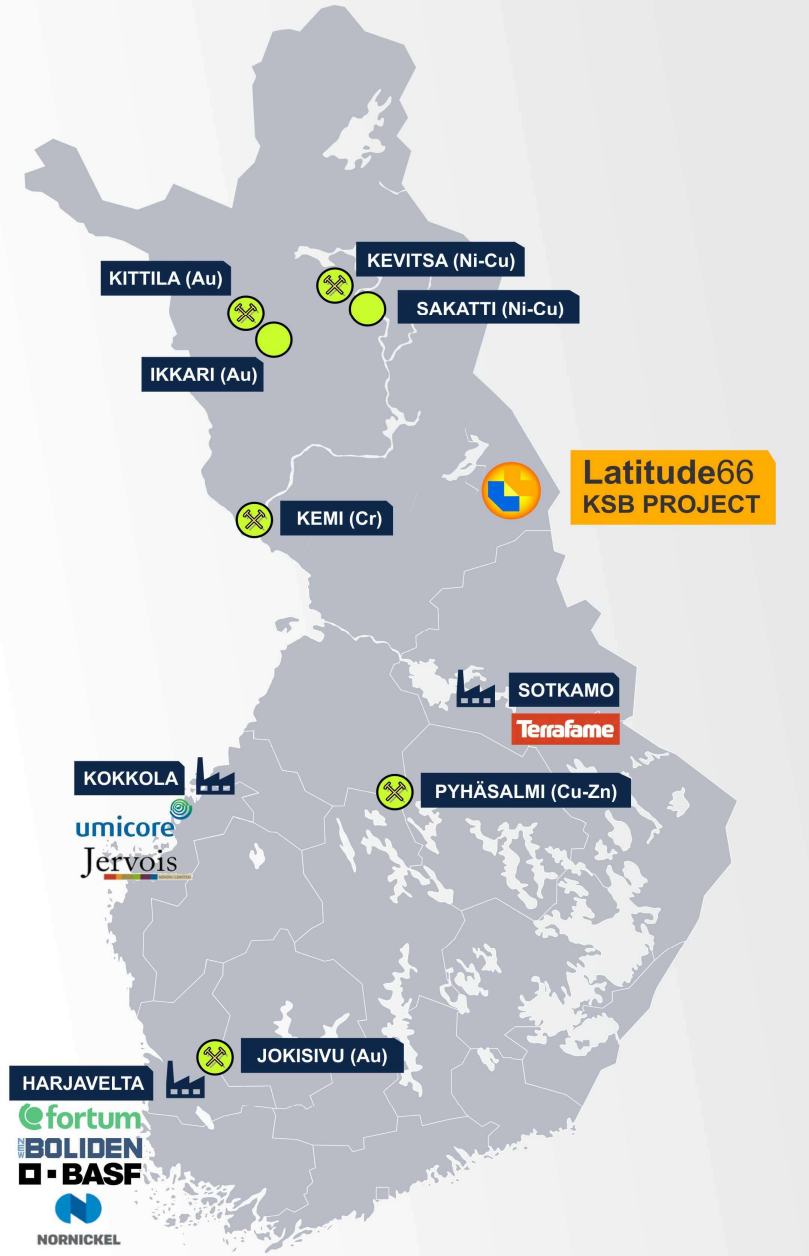 KEVITSA (Ni-Cu)
KITTILA (Au)
SAKATTI (Ni-Cu)
IKKARI (Au)
Latitude66
KSB PROJECT
KEMI (Cr)
SOTKAMO
Terrafame
KOKKOLA
PYHÄSALMI (Cu-Zn)
umicore
Jervois
JOKISIVU (Au)
HARJAVELTA
fortum
NEW BOLIDEN
BASF
NORNICKEL